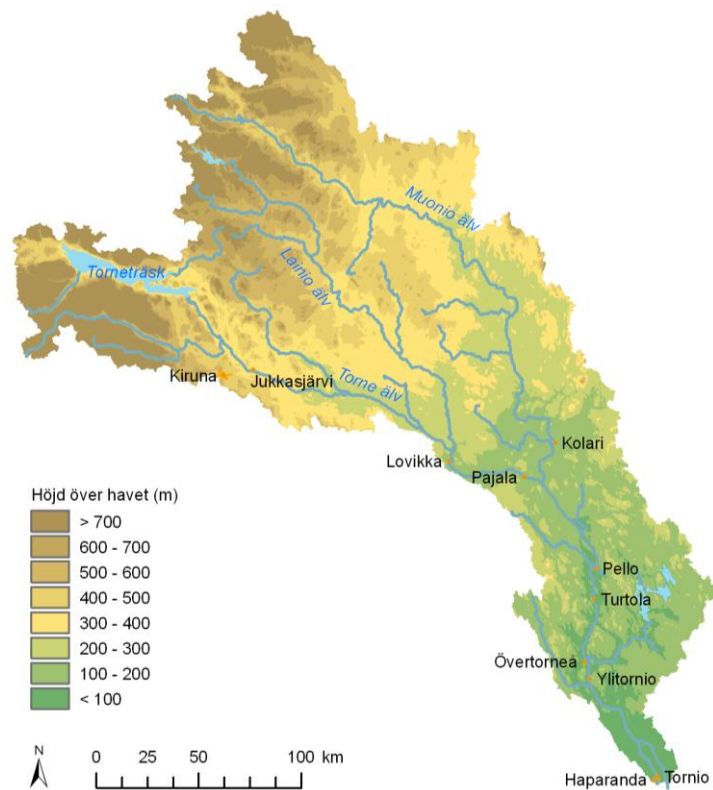 Muonio älv
Lainio älv
Torneträsk
Kiruna
Jukkasjärvi
Torne älv
Kolari
Lovikka
Pajala
Höjd över havet (m)
> 700
600 - 700
500 - 600
400 - 500
300 - 400
200 - 300
100 - 200
< 100
Pello
Turtola
Övertorneå
Ylitornio
N
0 25 50 100 km
Haparanda
Tornio